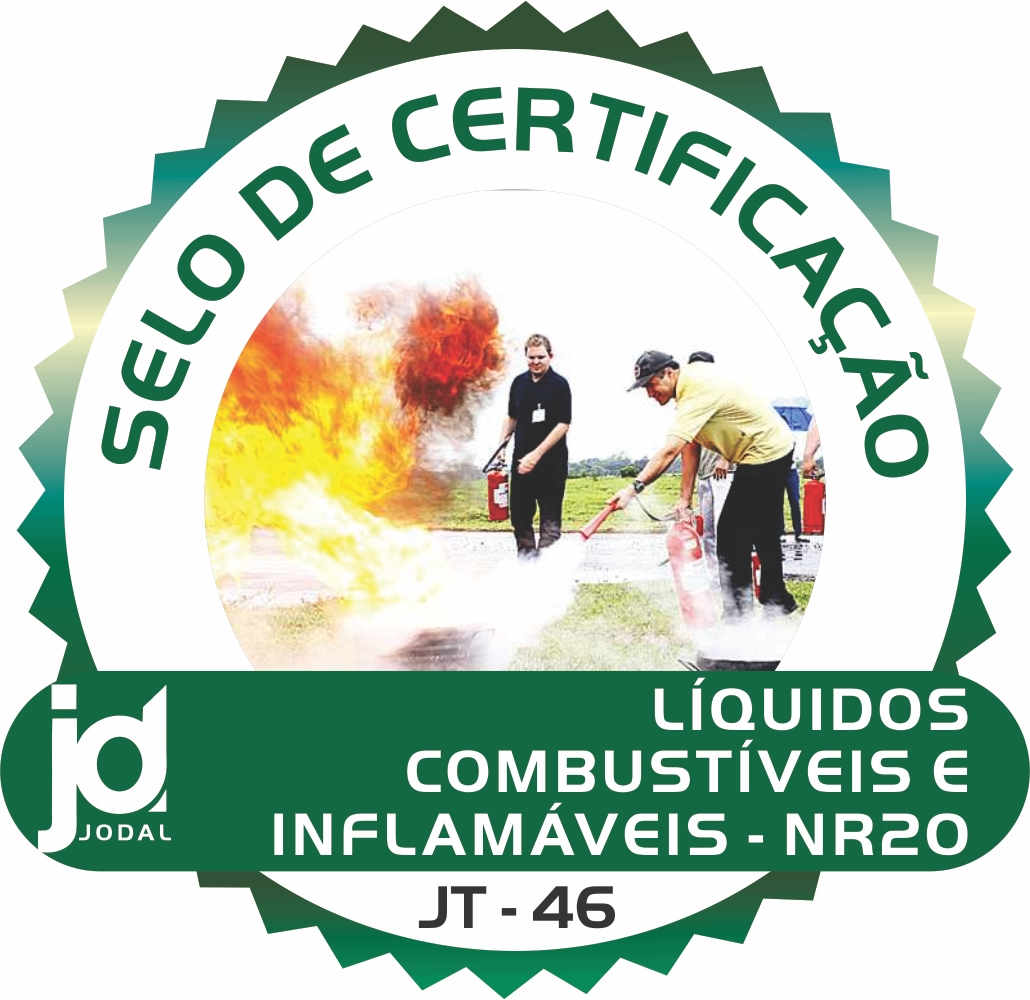 SELO DE CERTIFICAÇÃO
jd
JODAL
LÍQUIDOS
COMBUSTÍVEIS E
INFLAMÁVEIS - NR20
JT - 46